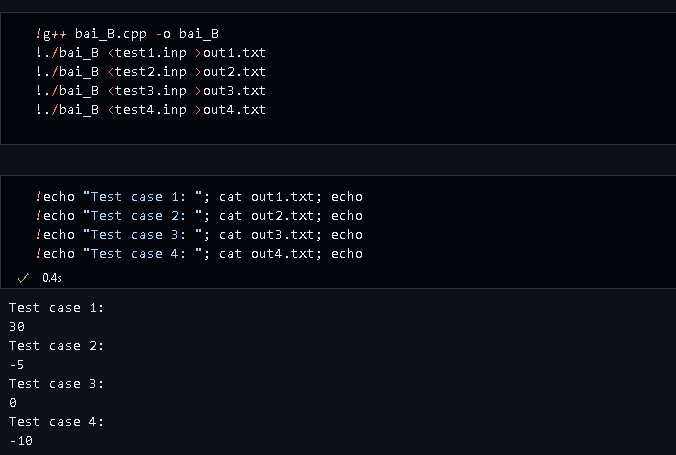 !g++ bai_B.cpp -o bai_B
!./bai_B <test1.inp >out1.txt
!./bai_B <test2.inp >out2.txt
!./bai_B <test3.inp >out3.txt
!./bai_B <test4.inp >out4.txt
!echo "Test case 1: "; cat out1.txt; echo
!echo "Test case 2: "; cat out2.txt; echo
!echo "Test case 3: "; cat out3.txt; echo
!echo "Test case 4: "; cat out4.txt; echo
✓ 0.4s
Test case 1:
30
Test case 2:
-5
Test case 3:
0
Test case 4:
-10